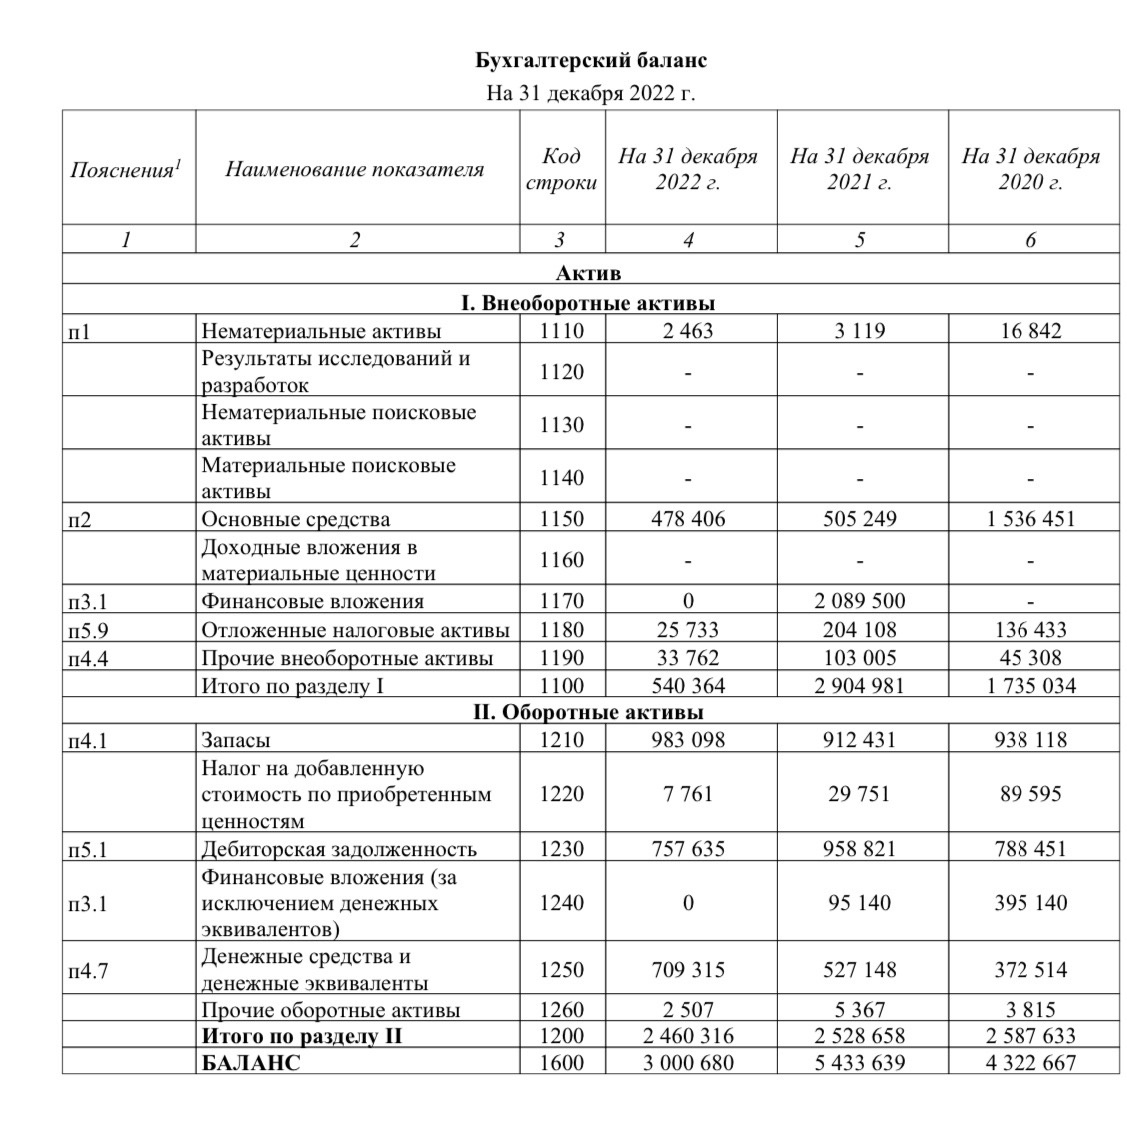 Бухгалтерский баланс
На 31 декабря 2022 г.
Пояснения¹ Наименование показателя Код строки На 31 декабря 2022 г. На 31 декабря 2021 г. На 31 декабря 2020 г.
1 2 3 4 5 6
Актив
I. Внеоборотные активы
п1 Нематериальные активы 1110 2 463 3 119 16 842
Результаты исследований и
разработок 1120 - - -
Нематериальные поисковые
активы 1130 - - -
Материальные поисковые
активы 1140 - - -
п2 Основные средства 1150 478 406 505 249 1 536 451
Доходные вложения в
материальные ценности 1160 - - -
п3.1 Финансовые вложения 1170 0 2 089 500 -
п5.9 Отложенные налоговые активы 1180 25 733 204 108 136 433
п4.4 Прочие внеоборотные активы 1190 33 762 103 005 45 308
Итого по разделу I 1100 540 364 2 904 981 1 735 034
II. Оборотные активы
п4.1 Запасы 1210 983 098 912 431 938 118
Налог на добавленную
стоимость по приобретенным 1220 7 761 29 751 89 595
ценностям
п5.1 Дебиторская задолженность 1230 757 635 958 821 788 451
Финансовые вложения (за
п3.1 исключением денежных 1240 0 95 140 395 140
эквивалентов)
Денежные средства и
п4.7 денежные эквиваленты 1250 709 315 527 148 372 514
Прочие оборотные активы 1260 2 507 5 367 3 815
Итого по разделу II 1200 2 460 316 2 528 658 2 587 633
БАЛАНС 1600 3 000 680 5 433 639 4 322 667